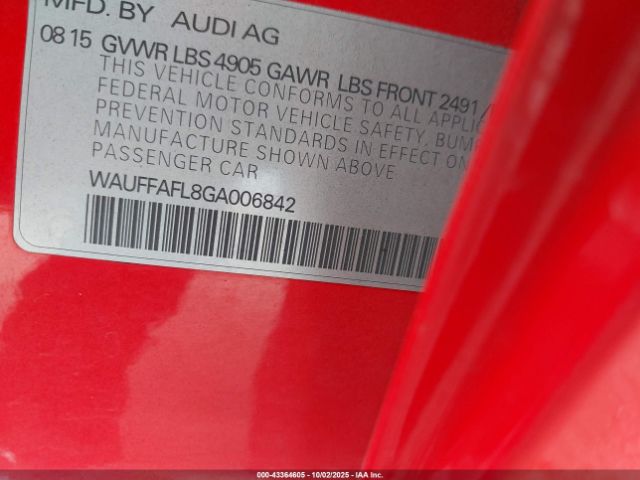 MFD. BY AUDI AG
08 15 GVWR LBS 4905 GAWR LBS FRONT 2491
THIS VEHICLE CONFORMS TO ALL
FEDERAL MOTOR VEHICLE SAFETY,
PREVENTION STANDARDS IN EFFECT ON
MANUFACTURE SHOWN ABOVE
PASSENGER CAR
WAUFFAFL8GA006842
000-43364605 - 10/02/2025 - IAA Inc.